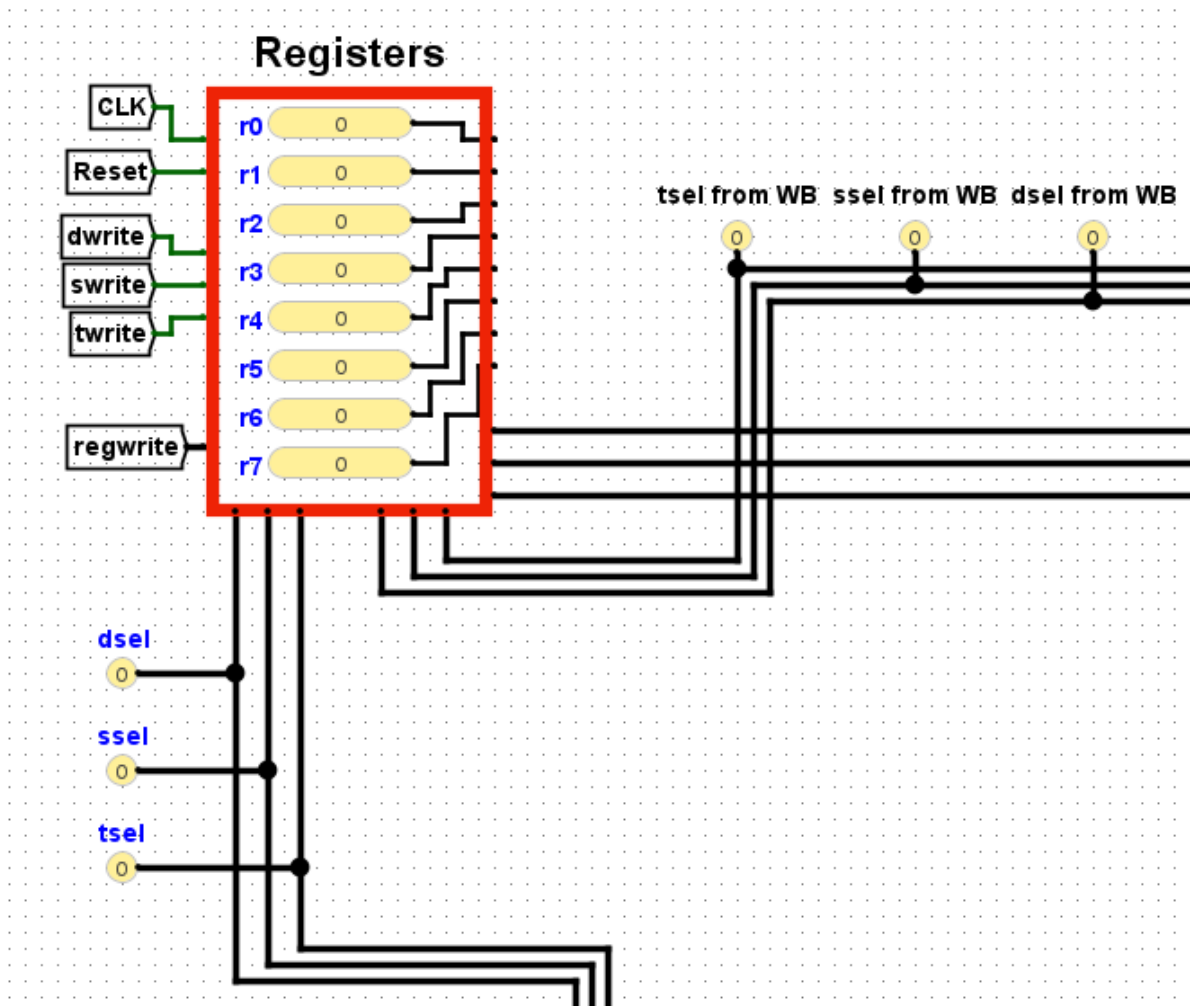 Registers
CLK
Reset
dwrite
swrite
twrite
regwrite
r0 0
r1 0
r2 0
r3 0
r4 0
r5 0
r6 0
r7 0
tsel from WB ssel from WB dsel from WB
0 0 0
dsel
0
ssel
0
tsel
0